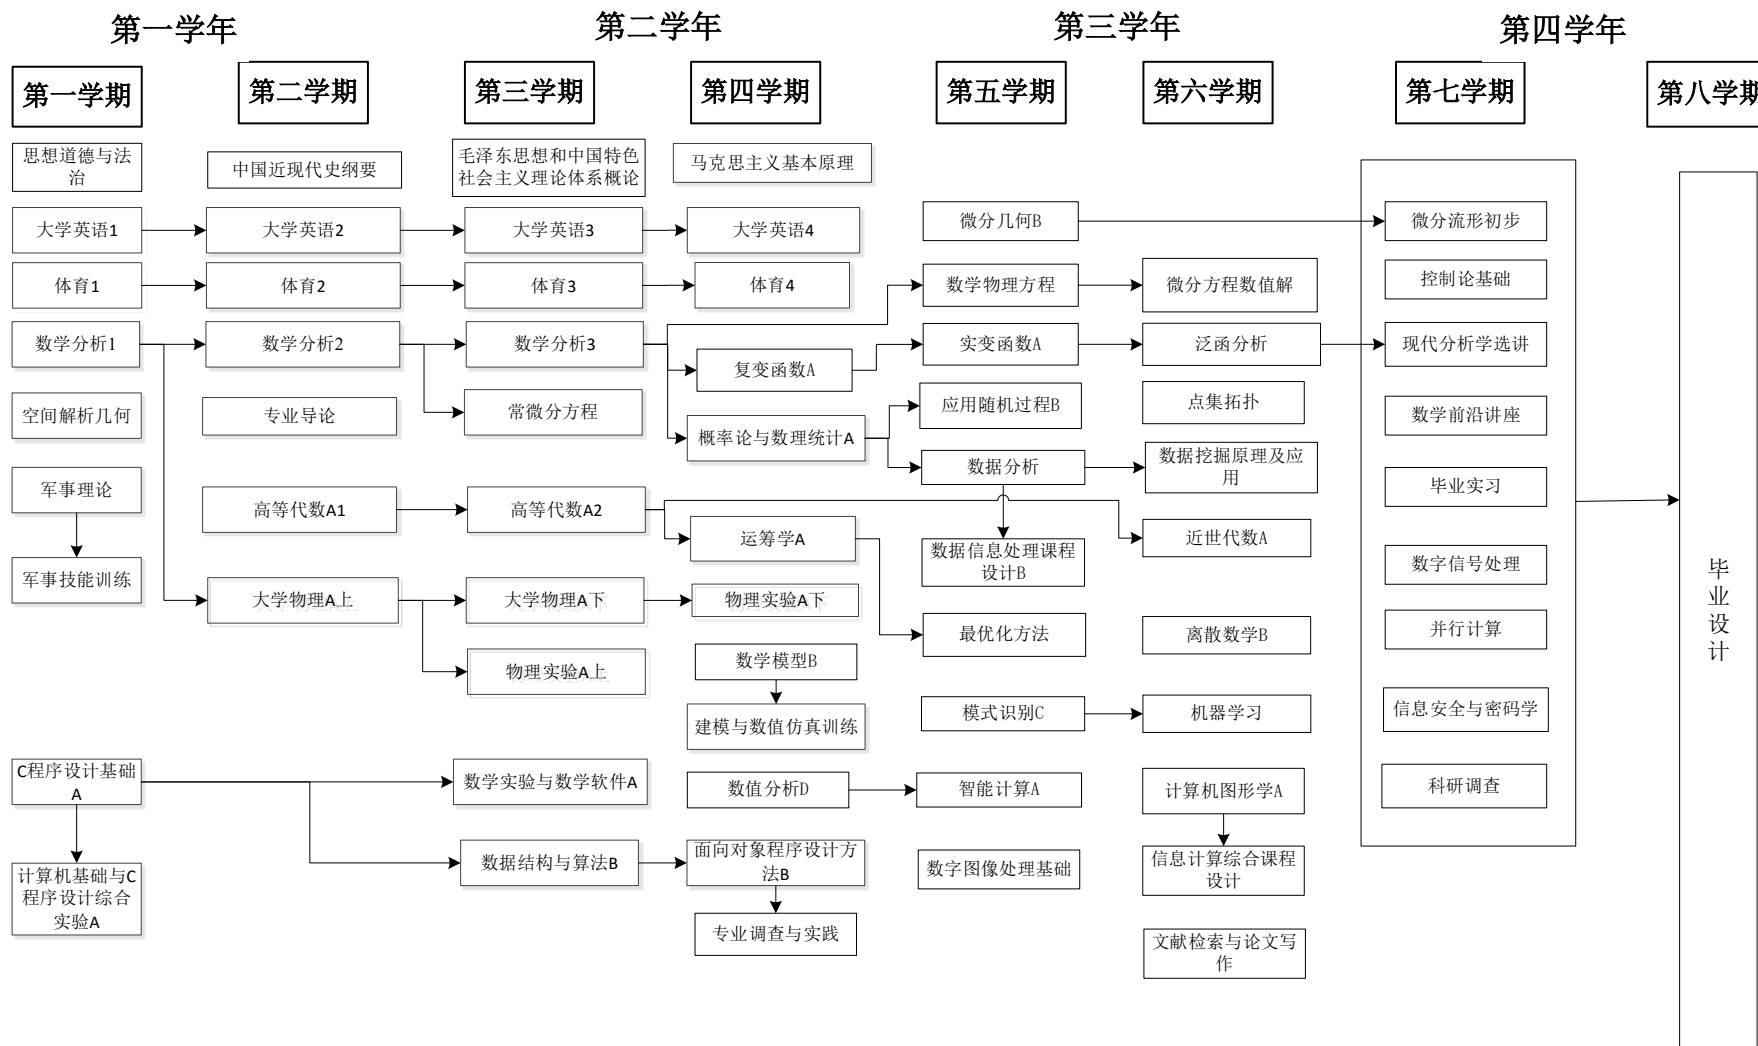 第一学年
第二学年
第三学年
第四学年
第一学期
第二学期
第三学期
第四学期
第五学期
第六学期
第七学期
第八学期
思想道德与法
治
中国近现代史纲要
毛泽东思想和中国特色
社会主义理论体系概论
马克思主义基本原理
大学英语1
大学英语2
大学英语3
大学英语4
微分几何B
微分流形初步
体育1
体育2
体育3
体育4
数学物理方程
微分方程数值解
控制论基础
数学分析1
数学分析2
数学分析3
复变函数A
实变函数A
泛函分析
现代分析学选讲
空间解析几何
专业导论
常微分方程
概率论与数理统计A
应用随机过程B
点集拓扑
数学前沿讲座
数据分析
数据挖掘原理及应
用
军事理论
高等代数A1
高等代数A2
运筹学A
近世代数A
毕业实习
军事技能训练
数据信息处理课程
设计B
数字信号处理
大学物理A上
大学物理A下
物理实验A下
最优化方法
离散数学B
并行计算
物理实验A上
数学模型B
建模与数值仿真训练
模式识别C
机器学习
信息安全与密码学
C程序设计基础
A
数学实验与数学软件A
数值分析D
智能计算A
计算机图形学A
科研调查
计算机基础与C
程序设计综合
实验A
数据结构与算法B
面向对象程序设计方
法B
数字图像处理基础
信息计算综合课程
设计
专业调查与实践
文献检索与论文写
作
毕
业
设
计